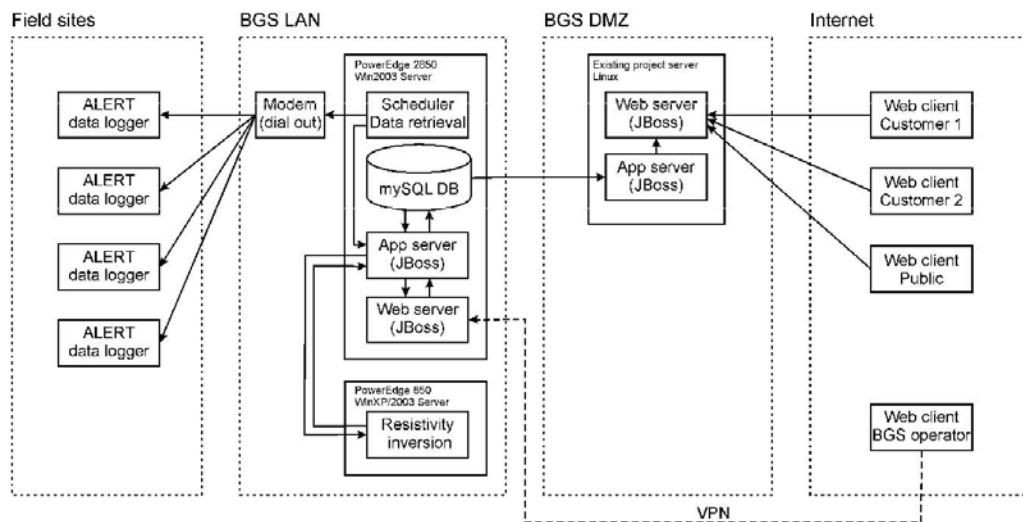 Field sites
BGS LAN
BGS DMZ
Internet
ALERT
data logger
ALERT
data logger
ALERT
data logger
ALERT
data logger
Modem
(dial out)
PowerEdge 2850
Win2003 Server
Scheduler
Data retrieval
mySQL DB
App server
(JBoss)
Web server
(JBoss)
PowerEdge 850
WinXP/2003 Server
Resistivity
inversion
Existing project server
Linux
Web server
(JBoss)
App server
(JBoss)
Web client
Customer 1
Web client
Customer 2
Web client
Public
Web client
BGS operator
VPN